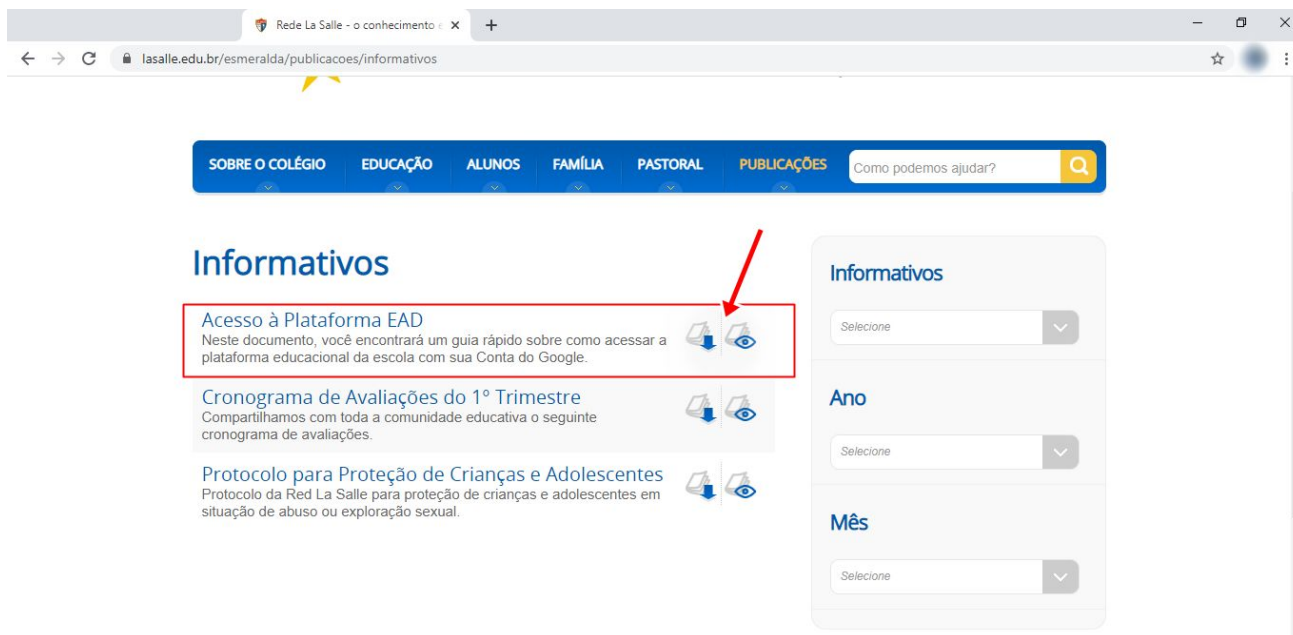 Rede La Salle - o conhecimento e
lasalle.edu.br/esmeralda/publicacoes/informativos
SOBRE O COLÉGIO EDUCAÇÃO ALUNOS FAMÍLIA PASTORAL PUBLICAÇÕES Como podemos ajudar?
Informativos
Acesso à Plataforma EAD
Neste documento, você encontrará um guia rápido sobre como acessar a
plataforma educacional da escola com sua Conta do Google.
Cronograma de Avaliações do 1º Trimestre
Compartilhamos com toda a comunidade educativa o seguinte
cronograma de avaliações.
Protocolo para Proteção de Crianças e Adolescentes
Protocolo da Red La Salle para proteção de crianças e adolescentes em
situação de abuso ou exploração sexual.
Informativos
Selecione
Ano
Selecione
Mês
Selecione